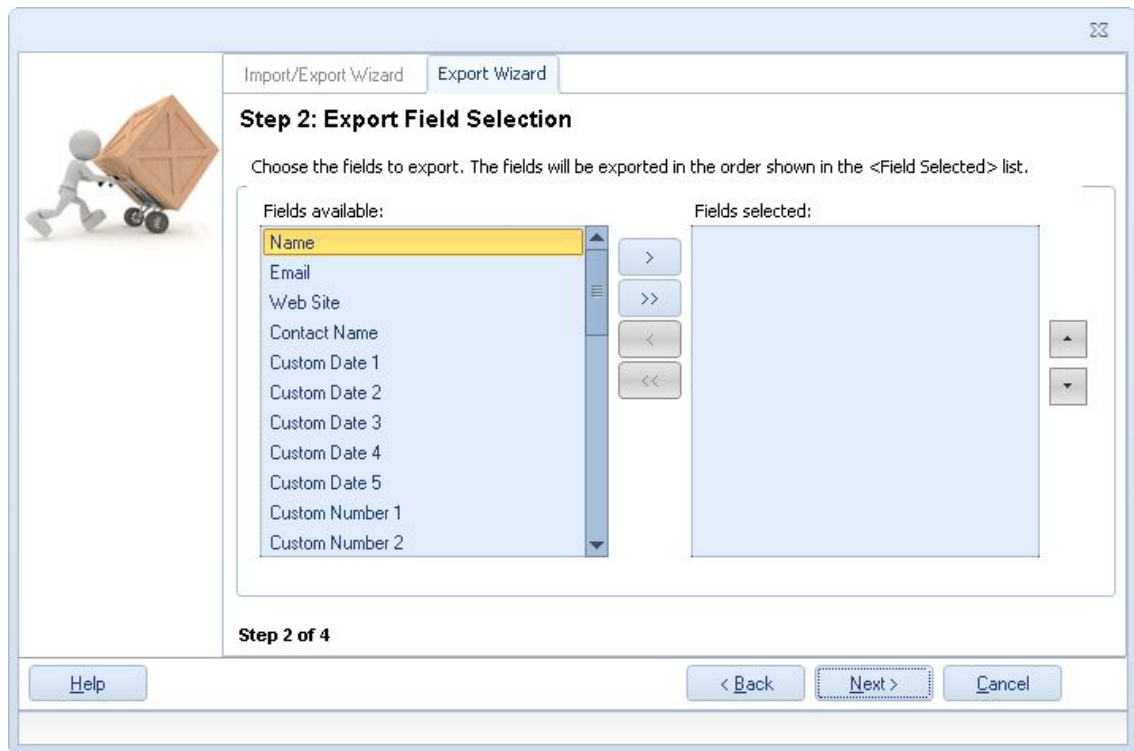 Import/Export Wizard Export Wizard
Step 2: Export Field Selection
Choose the fields to export. The fields will be exported in the order shown in the <Field Selected> list.
Fields available:
Name
Email
Web Site
Contact Name
Custom Date 1
Custom Date 2
Custom Date 3
Custom Date 4
Custom Date 5
Custom Number 1
Custom Number 2
>
>>
<
<<
Fields selected:
Step 2 of 4
Help < Back Next > Cancel